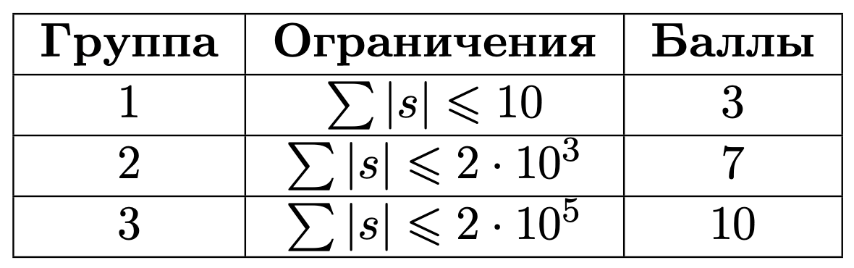 Группа Ограничения Баллы
1 ∑ |s| ⩽ 10 3
2 ∑ |s| ⩽ 2 · 10³ 7
3 ∑ |s| ⩽ 2 · 10⁵ 10